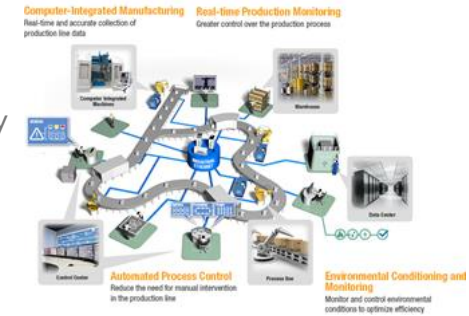 Computer-Integrated Manufacturing
Real-time and accurate collection of
production line data
Real-time Production Monitoring
Greater control over the production process
Computer Integrated
Machines
Warehouse
INDUSTRIAL
ETHERNET
Data Center
Control Center
Process line
Automated Process Control
Reduce the need for manual intervention
in the production line
Environmental Conditioning and
Monitoring
Monitor and control environmental
conditions to optimize efficiency